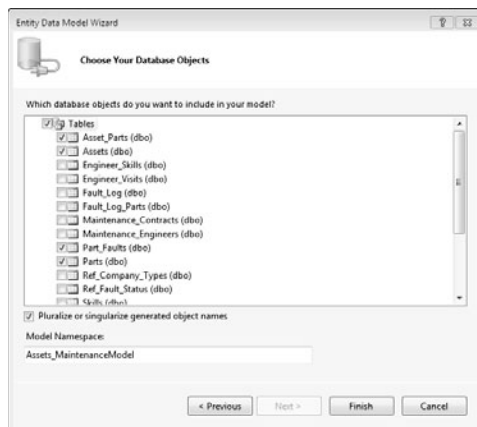 Entity Data Model Wizard
Choose Your Database Objects
Which database objects do you want to include in your model?
Tables
Asset_Parts (dbo)
Assets (dbo)
Engineer_Skills (dbo)
Engineer_Visits (dbo)
Fault_Log (dbo)
Fault_Log_Parts (dbo)
Maintenance_Contracts (dbo)
Maintenance_Engineers (dbo)
Part_Faults (dbo)
Parts (dbo)
Ref_Company_Types (dbo)
Ref_Fault_Status (dbo)
Skills (dbo)
Pluralize or singularize generated object names
Model Namespace:
Assets_MaintenanceModel
< Previous
Next >
Finish
Cancel